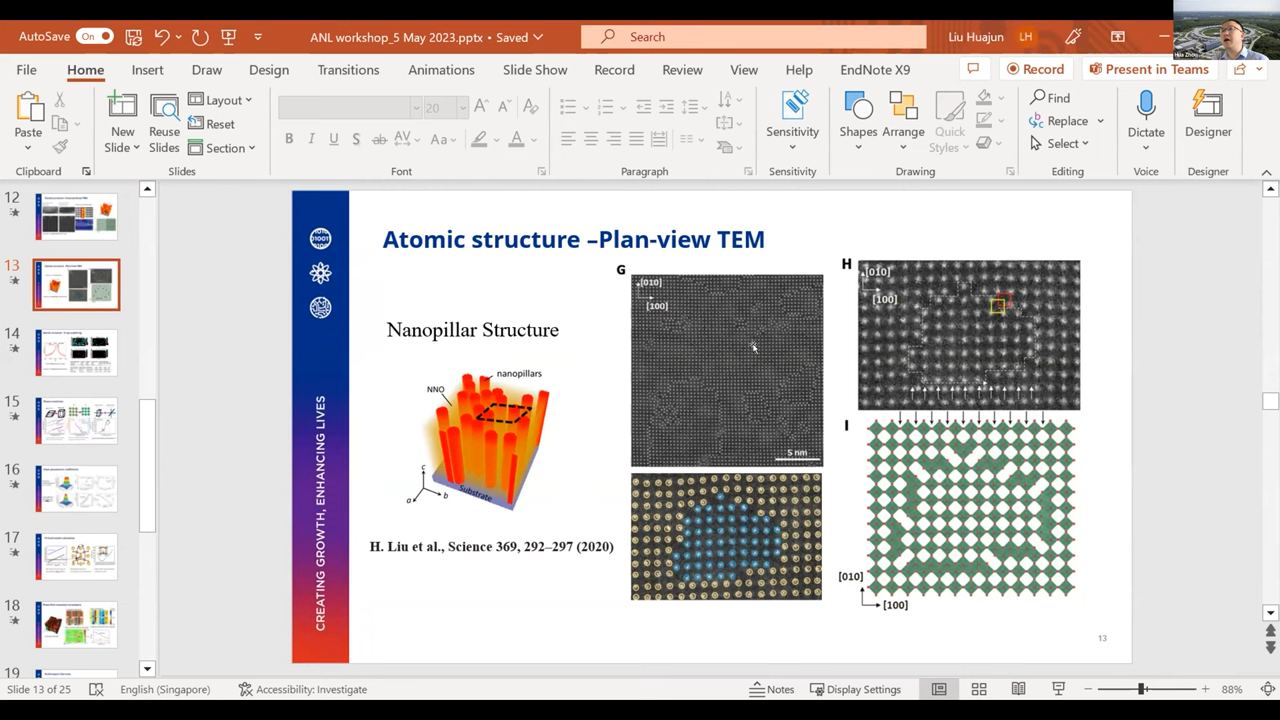 AutoSave On ANL workshop_5 May 2023.pptx • Saved Search Liu Huajun LH
File Home Insert Draw Design Transitions Animations Slide Show Record Review View Help EndNote X9 Record Present in Teams
Paste
Clipboard
New Slide
Reuse Slides
Layout
Reset
Section
Slides
20
B I U S ab AV Aa A
Font
Paragraph
Sensitivity
Sensitivity
Shapes
Arrange
Quick Styles
Drawing
Find
Replace
Select
Editing
Dictate
Voice
Designer
Designer
12
13
14
15
16
17
18
19
CREATING GROWTH, ENHANCING LIVES
01001
Atomic structure –Plan-view TEM
Nanopillar Structure
nanopillars
NNO
Substrate
c
a
b
H. Liu et al., Science 369, 292–297 (2020)
G
[010]
[100]
5 nm
H
[010]
[100]
I
[010]
[100]
13
Slide 13 of 25 English (Singapore) Accessibility: Investigate Notes Display Settings 88%